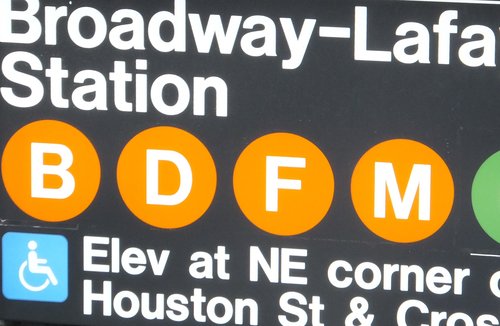 Broadway-Lafa
Station
B D F M
Elev at NE corner
Houston St & Cros